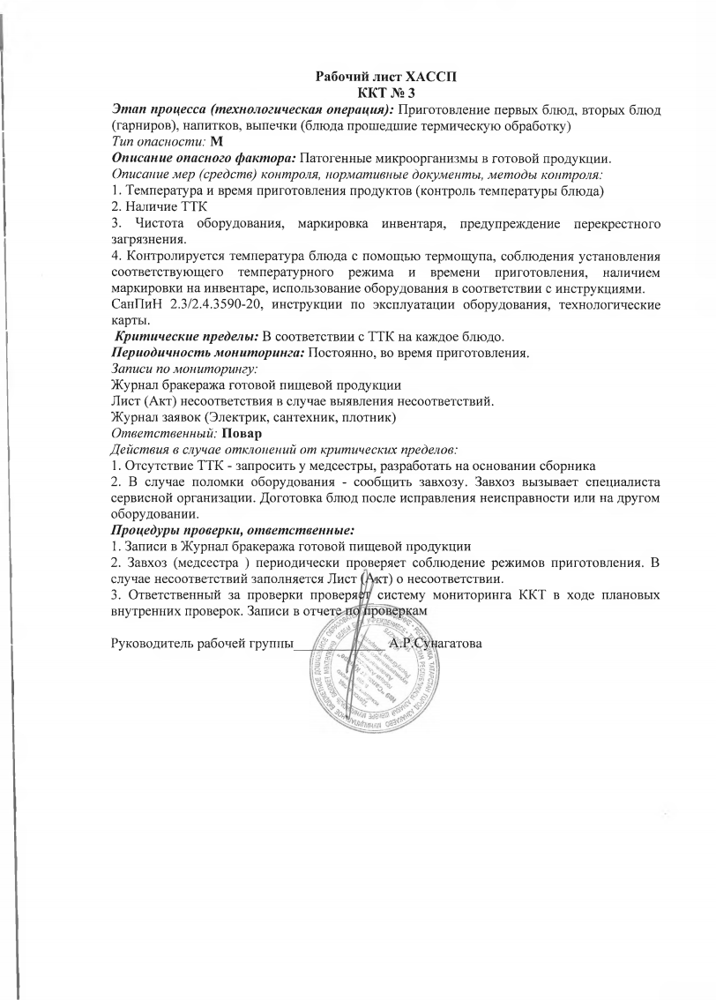 Рабочий лист ХАССП
ККТ № 3
Этап процесса (технологическая операция): Приготовление первых блюд, вторых блюд
(гарниров), напитков, выпечки (блюда прошедшие термическую обработку)
Тип опасности: М
Описание опасного фактора: Патогенные микроорганизмы в готовой продукции.
Описание мер (средств) контроля, нормативные документы, методы контроля:
1. Температура и время приготовления продуктов (контроль температуры блюда)
2. Наличие ТТК
3. Чистота оборудования, маркировка инвентаря, предупреждение перекрестного
загрязнения.
4. Контролируется температура блюда с помощью термощупа, соблюдения установления
соответствующего температурного режима и времени приготовления, наличием
маркировки на инвентаре, использование оборудования в соответствии с инструкциями.
СанПиН 2.3/2.4.3590-20, инструкции по эксплуатации оборудования, технологические
карты.
Критические пределы: В соответствии с ТТК на каждое блюдо.
Периодичность мониторинга: Постоянно, во время приготовления.
Записи по мониторингу:
Журнал бракеража готовой пищевой продукции
Лист (Акт) несоответствия в случае выявления несоответствий.
Журнал заявок (Электрик, сантехник, плотник)
Ответственный: Повар
Действия в случае отклонений от критических пределов:
1. Отсутствие ТТК - запросить у медсестры, разработать на основании сборника
2. В случае поломки оборудования - сообщить завхозу. Завхоз вызывает специалиста
сервисной организации. Доготовка блюд после исправления неисправности или на другом
оборудовании.
Процедуры проверки, ответственные:
1. Записи в Журнал бракеража готовой пищевой продукции
2. Завхоз (медсестра ) периодически проверяет соблюдение режимов приготовления. В
случае несоответствий заполняется Лист (Акт) о несоответствии.
3. Ответственный за проверки проверяет систему мониторинга ККТ в ходе плановых
внутренних проверок. Записи в отчете по проверкам
Руководитель рабочей группы______________ А.Р.Сунагатова